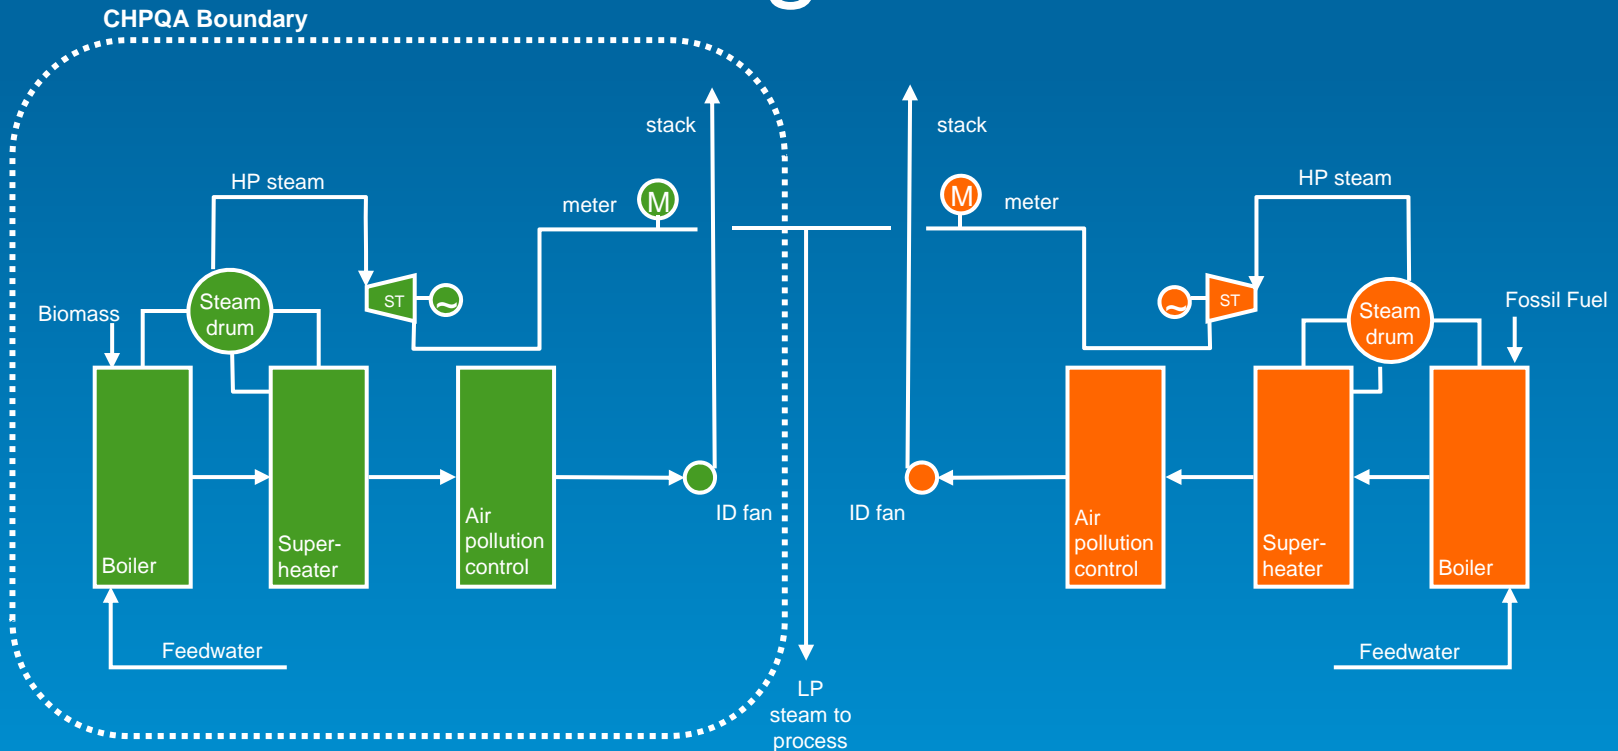 CHPQA Boundary
stack
stack
HP steam
HP steam
meter
M
M
meter
Steam
drum
ST
~
~
ST
Steam
drum
Biomass
Fossil Fuel
Boiler
Super-
heater
Air
pollution
control
ID fan
ID fan
Air
pollution
control
Super-
heater
Boiler
Feedwater
Feedwater
LP
steam to
process